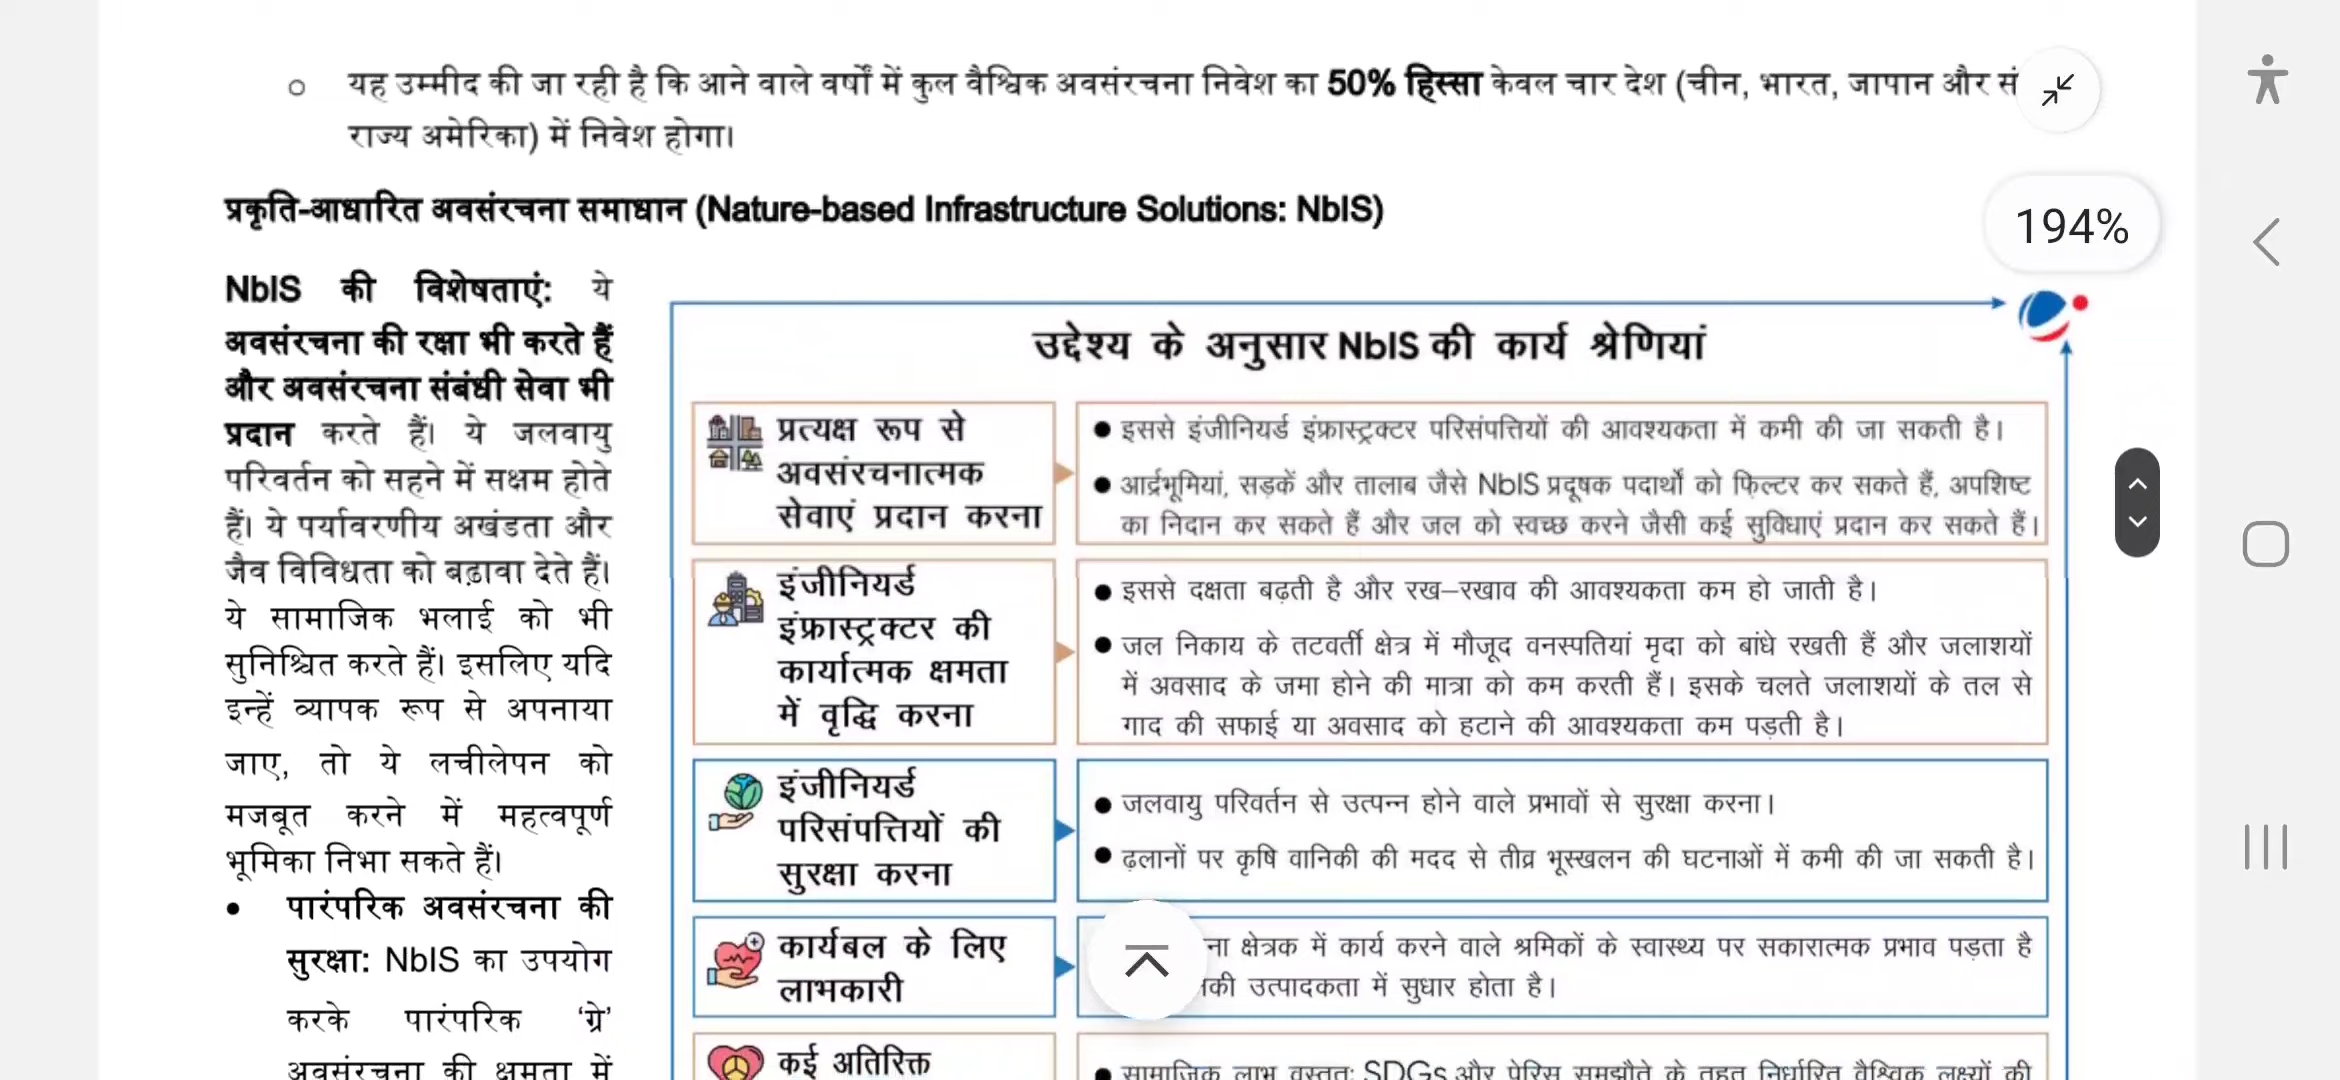 ० यह उम्मीद की जा रही है कि आने वाले वर्षों में कुल वैश्विक अवसंरचना निवेश का 50% हिस्सा केवल चार देश (चीन, भारत, जापान और सं
राज्य अमेरिका) में निवेश होगा।
194%
प्रकृति-आधारित अवसंरचना समाधान (Nature-based Infrastructure Solutions: NbIS)
NbIS की विशेषताएं: ये
अवसंरचना की रक्षा भी करते हैं
और अवसंरचना संबंधी सेवा भी
प्रदान करते हैं। ये जलवायु
परिवर्तन को सहने में सक्षम होते
हैं। ये पर्यावरणीय अखंडता और
जैव विविधता को बढ़ावा देते हैं।
ये सामाजिक भलाई को भी
सुनिश्चित करते हैं। इसलिए यदि
इन्हें व्यापक रूप से अपनाया
जाए, तो ये लचीलेपन को
मजबूत करने में महत्वपूर्ण
भूमिका निभा सकते हैं।
• पारंपरिक अवसंरचना की
सुरक्षा: NbIS का उपयोग
करके पारंपरिक ‘ग्रे’
अवसंरचना की क्षमता में
उद्देश्य के अनुसार NbIS की कार्य श्रेणियां
प्रत्यक्ष रूप से
अवसंरचनात्मक
सेवाएं प्रदान करना
● इससे इंजीनियर्ड इंफ्रास्ट्रक्टर परिसंपत्तियों की आवश्यकता में कमी की जा सकती है।
● आर्द्रभूमियां, सड़कें और तालाब जैसे NbIS प्रदूषक पदार्थों को फिल्टर कर सकते हैं, अपशिष्ट
का निदान कर सकते हैं और जल को स्वच्छ करने जैसी कई सुविधाएं प्रदान कर सकते हैं।
इंजीनियर्ड
इंफ्रास्ट्रक्टर की
कार्यात्मक क्षमता
में वृद्धि करना
● इससे दक्षता बढ़ती है और रख–रखाव की आवश्यकता कम हो जाती है।
● जल निकाय के तटवर्ती क्षेत्र में मौजूद वनस्पतियां मृदा को बांधे रखती हैं और जलाशयों
में अवसाद के जमा होने की मात्रा को कम करती हैं। इसके चलते जलाशयों के तल से
गाद की सफाई या अवसाद को हटाने की आवश्यकता कम पड़ती है।
इंजीनियर्ड
परिसंपत्तियों की
सुरक्षा करना
● जलवायु परिवर्तन से उत्पन्न होने वाले प्रभावों से सुरक्षा करना।
● ढ़लानों पर कृषि वानिकी की मदद से तीव्र भूस्खलन की घटनाओं में कमी की जा सकती है।
कार्यबल के लिए
लाभकारी
ना क्षेत्रक में कार्य करने वाले श्रमिकों के स्वास्थ्य पर सकारात्मक प्रभाव पड़ता है
की उत्पादकता में सुधार होता है।
कई अतिरिक्त
● सामाजिक लाभ वस्तुतः SDGs और पेरिस समझौते के तहत निर्धारित वैश्विक लक्ष्यों की